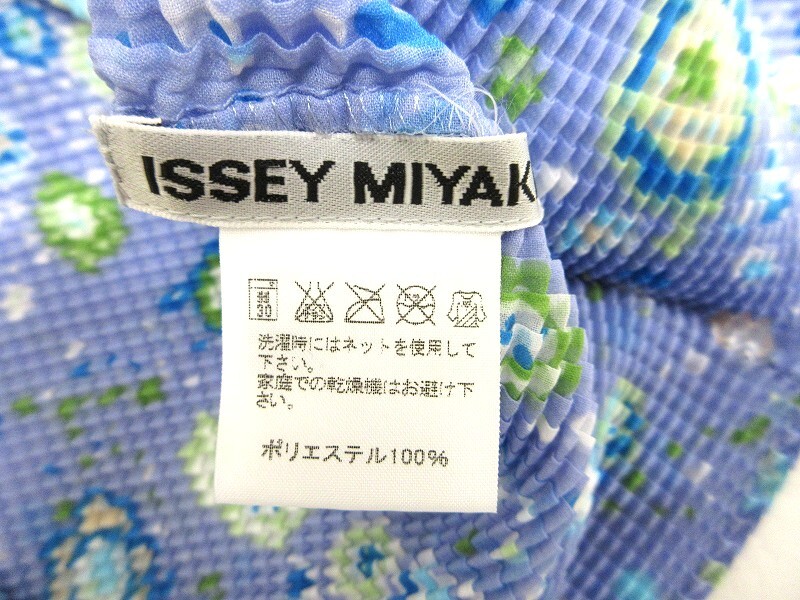 ISSEY MIYAK
30
洗濯時にはネットを使用して
下さい。
家庭での乾燥機はお避け下
さい。
ポリエステル100%